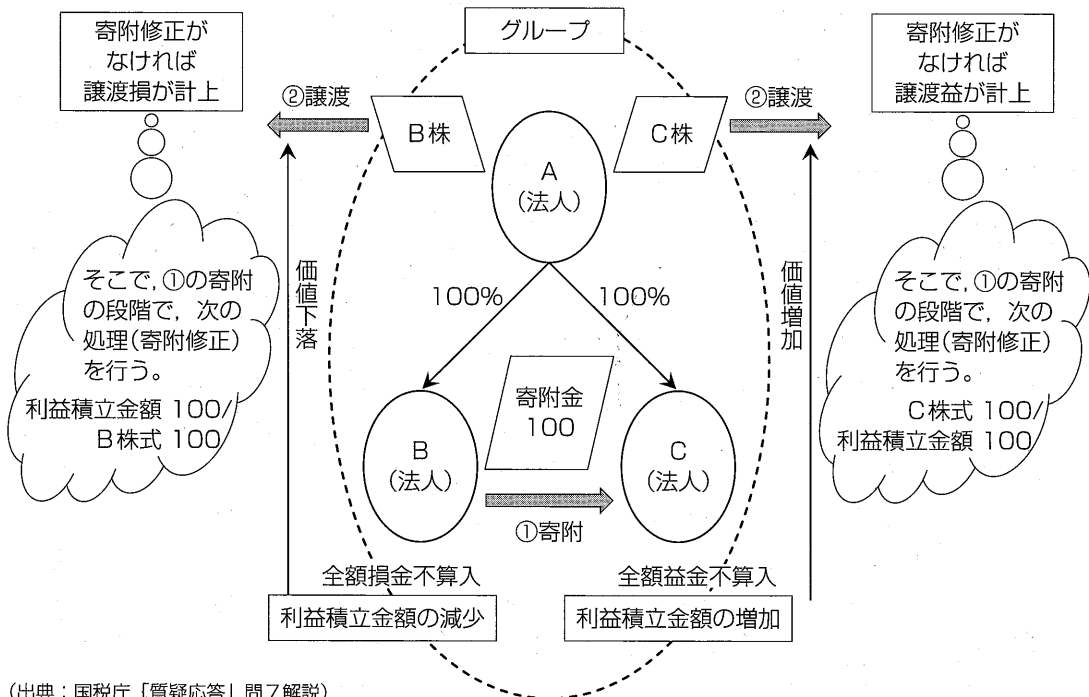 グループ
寄附修正が
なければ
譲渡損が計上
②譲渡
B株
C株
②譲渡
寄附修正が
なければ
譲渡益が計上
A
(法人)
そこで,①の寄附
の段階で,次の
処理(寄附修正)
を行う。
利益積立金額 100/
B株式 100
価値下落
100%
100%
価値増加
そこで,①の寄附
の段階で,次の
処理(寄附修正)
を行う。
C株式 100/
利益積立金額 100
寄附金
100
B
(法人)
C
(法人)
①寄附
全額損金不算入
全額益金不算入
利益積立金額の減少
利益積立金額の増加
(出典:国税庁「質疑応答」問7解説)